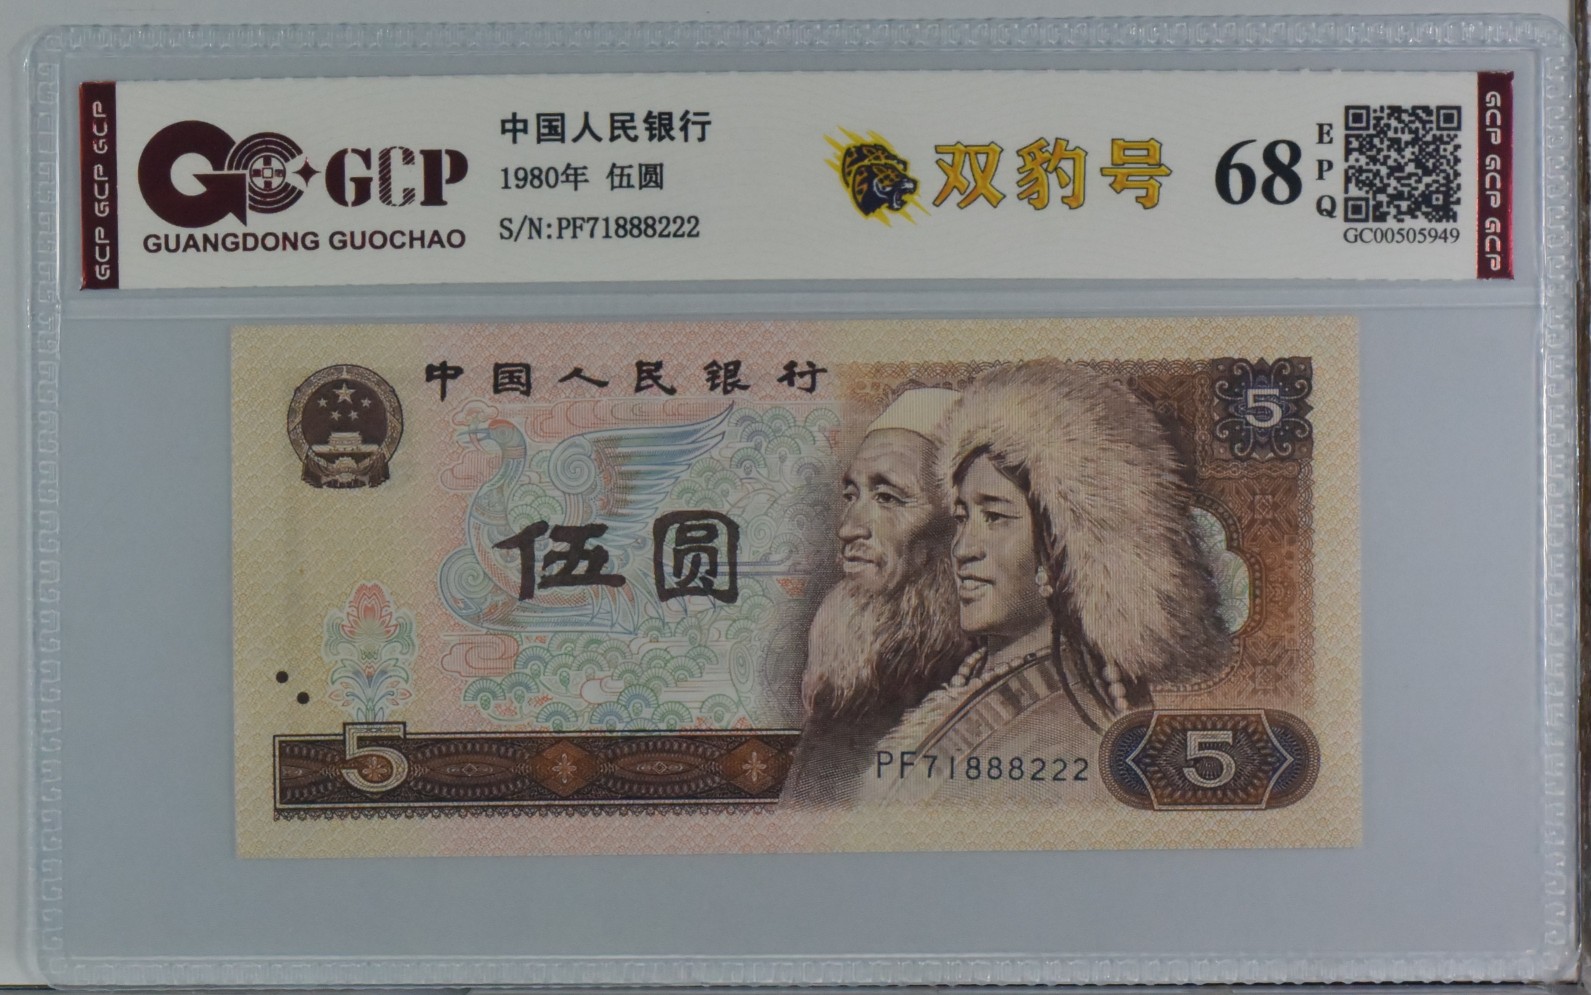 GCP GCP GCP
GCP
GUANGDONG GUOCHAO
中国人民银行
1980年 伍圆
S/N:PF71888222
双豹号
68
EPQ
GC00505949
GCP GCP GCP
中国人民银行
5
伍圆
5
PF71888222
5